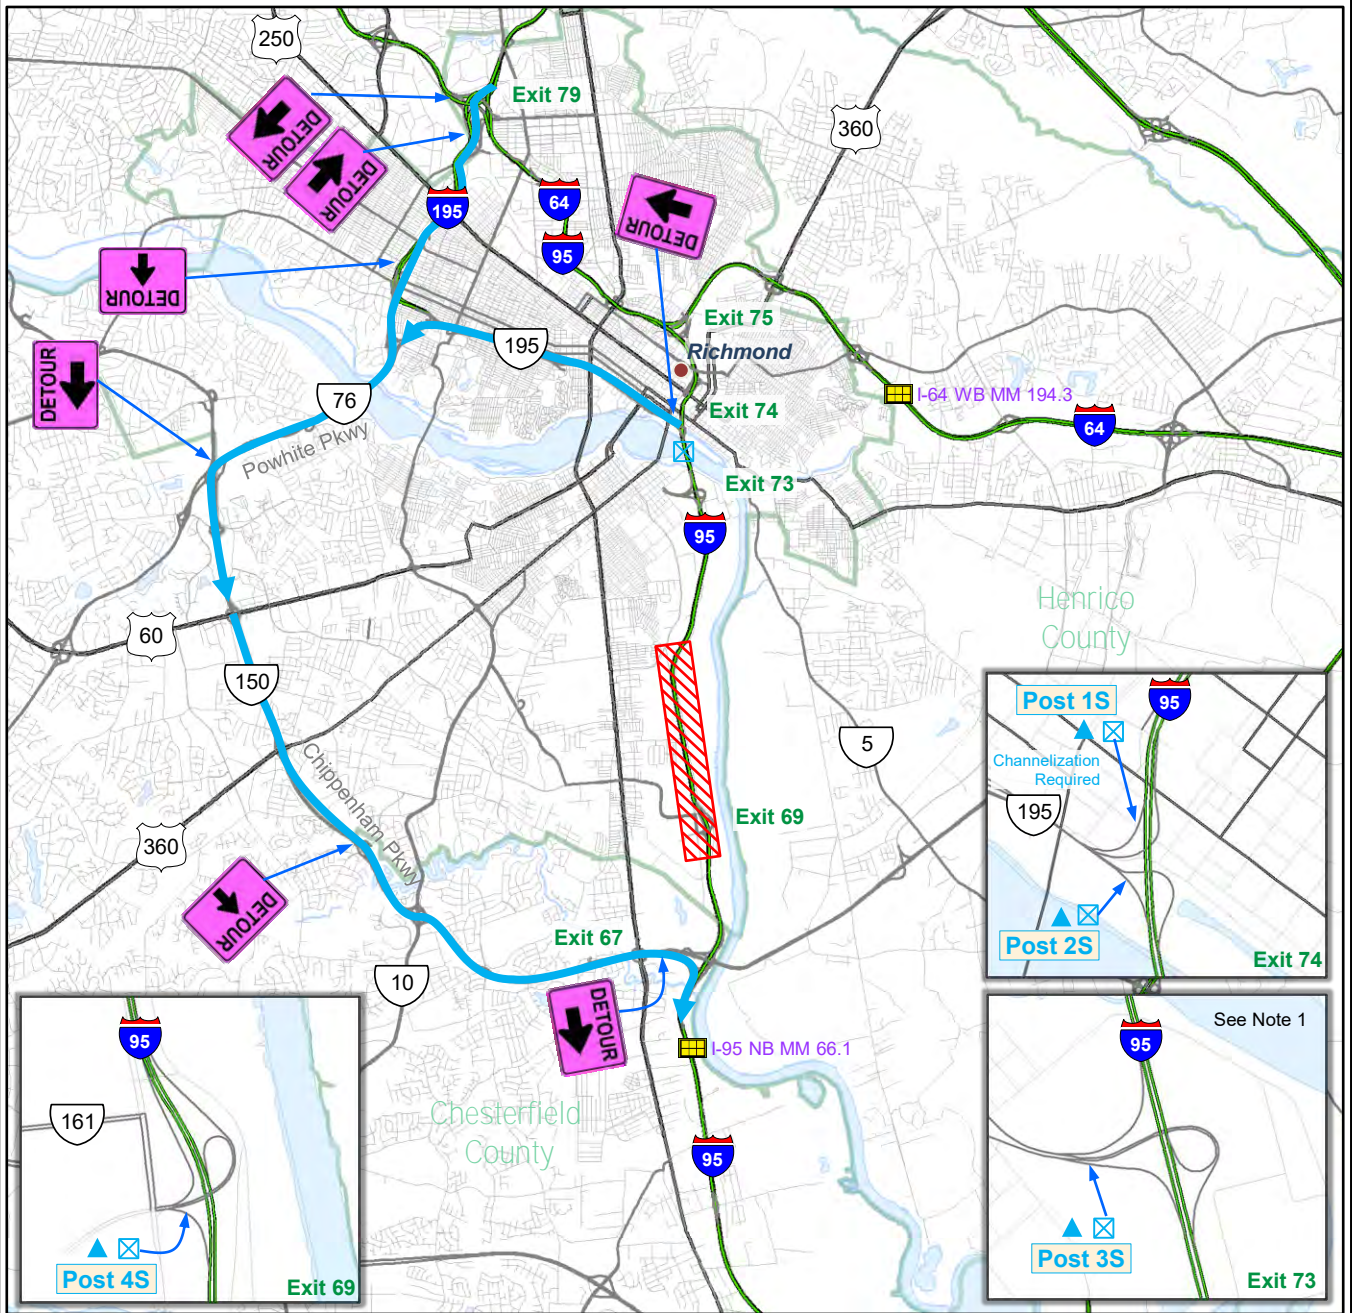 250
Exit 79
DETOUR
DETOUR
360
195
64
95
DETOUR
DETOUR
Exit 75
Richmond
DETOUR
195
76
Powhite Pkwy
I-64 WB MM 194.3
Exit 74
64
Exit 73
95
Henrico
County
60
150
Chippenham Pkwy
5
360
Exit 69
DETOUR
Exit 67
10
DETOUR
I-95 NB MM 66.1
Chesterfield
County
95
Post 1S
95
Channelization
Required
195
Post 2S
Exit 74
See Note 1
95
Post 3S
Exit 73
95
161
Post 4S
Exit 69